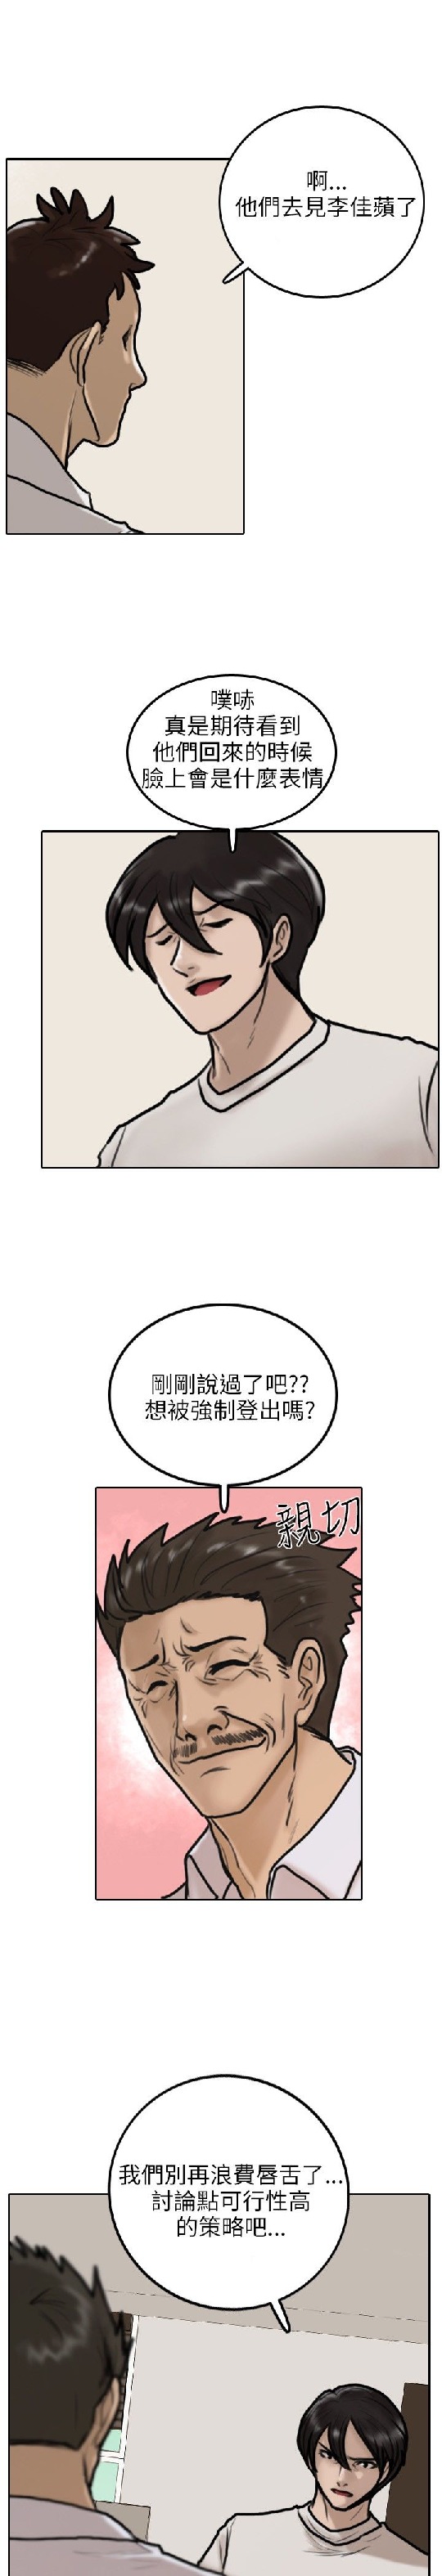 啊...
他們去見李佳蘋了
噗哧
真是期待看到
他們回來的時候
臉上會是什麼表情
剛剛說過了吧??
想被強制登出嗎?
親切
我們別再浪費唇舌了...
討論點可行性高
的策略吧...